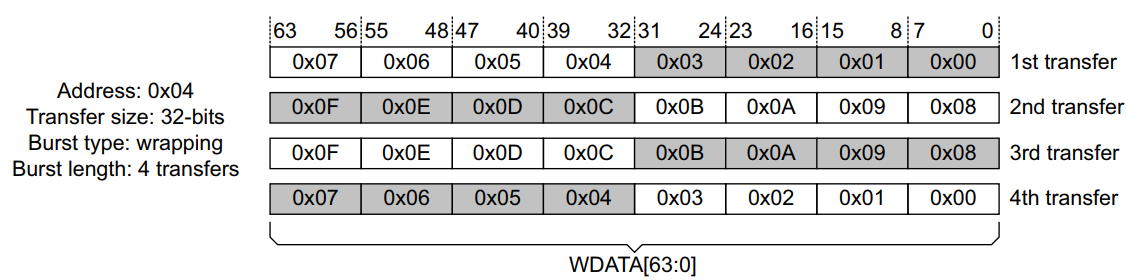 63 56 55 48 47 40 39 32 31 24 23 16 15 8 7 0
0x07 0x06 0x05 0x04 0x03 0x02 0x01 0x00 1st transfer
Address: 0x04
Transfer size: 32-bits
Burst type: wrapping
Burst length: 4 transfers
0x0F 0x0E 0x0D 0x0C 0x0B 0x0A 0x09 0x08 2nd transfer
0x0F 0x0E 0x0D 0x0C 0x0B 0x0A 0x09 0x08 3rd transfer
0x07 0x06 0x05 0x04 0x03 0x02 0x01 0x00 4th transfer
WDATA[63:0]